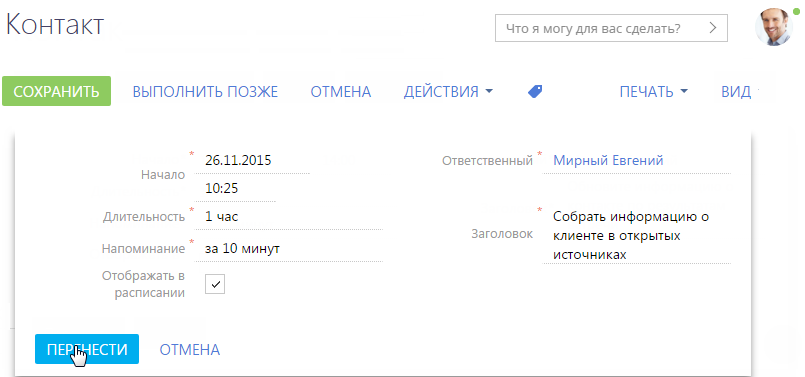 Контакт
Что я могу для вас сделать?
СОХРАНИТЬ ВЫПОЛНИТЬ ПОЗЖЕ ОТМЕНА ДЕЙСТВИЯ ПЕЧАТЬ ВИД
Начало * 26.11.2015
10:25
Длительность * 1 час
Напоминание * за 10 минут
Отображать в
расписании
Ответственный * Мирный Евгений
Заголовок * Собрать информацию о
клиенте в открытых
источниках
ПЕРЕНЕСТИ ОТМЕНА